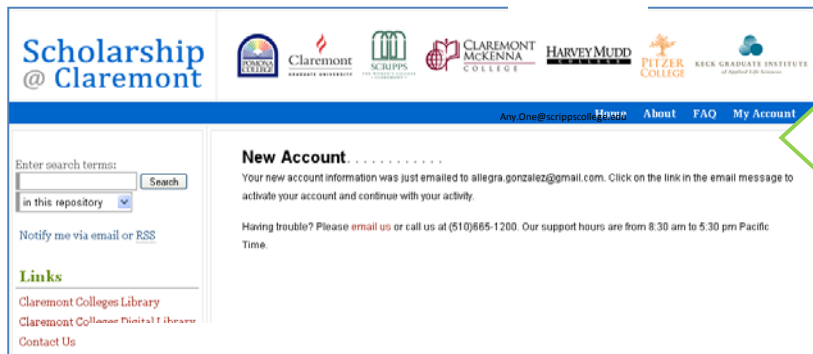 Scholarship
@ Claremont
POMONA
COLLEGE
Claremont
GRADUATE UNIVERSITY
SCRIPPS
THE WOMEN'S COLLEGE
CLAREMONT
CLAREMONT
MCKENNA
COLLEGE
HARVEY MUDD
COLLEGE
PITZER
COLLEGE
KECK GRADUATE INSTITUTE
of Applied Life Sciences
Any.One@scrippscollege.edu
Home About FAQ My Account
Enter search terms:
Search
in this repository
Notify me via email or RSS
Links
Claremont Colleges Library
Claremont Colleges Digital Library
Contact Us
New Account. . . . . . . . . . . .
Your new account information was just emailed to allegra.gonzalez@gmail.com. Click on the link in the email message to
activate your account and continue with your activity.
Having trouble? Please email us or call us at (510)665-1200. Our support hours are from 8:30 am to 5:30 pm Pacific
Time.